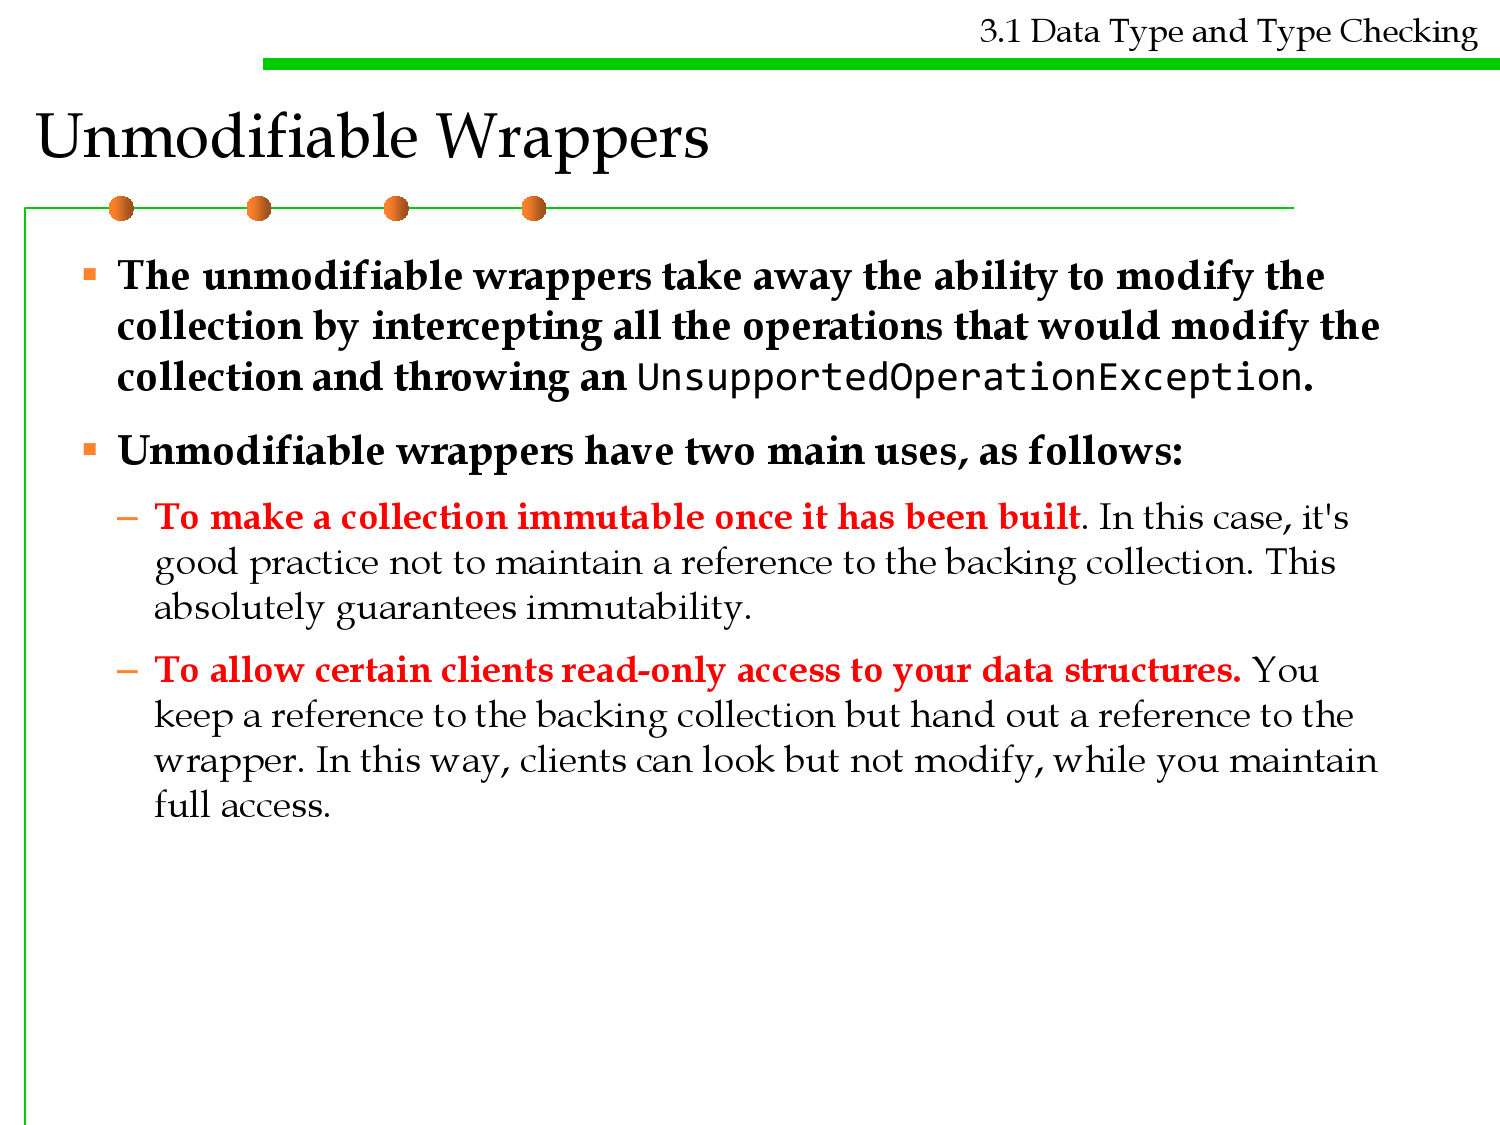 3.1 Data Type and Type Checking
Unmodifiable Wrappers
▪ The unmodifiable wrappers take away the ability to modify the
collection by intercepting all the operations that would modify the
collection and throwing an UnsupportedOperationException.
▪ Unmodifiable wrappers have two main uses, as follows:
– To make a collection immutable once it has been built. In this case, it's
good practice not to maintain a reference to the backing collection. This
absolutely guarantees immutability.
– To allow certain clients read-only access to your data structures. You
keep a reference to the backing collection but hand out a reference to the
wrapper. In this way, clients can look but not modify, while you maintain
full access.